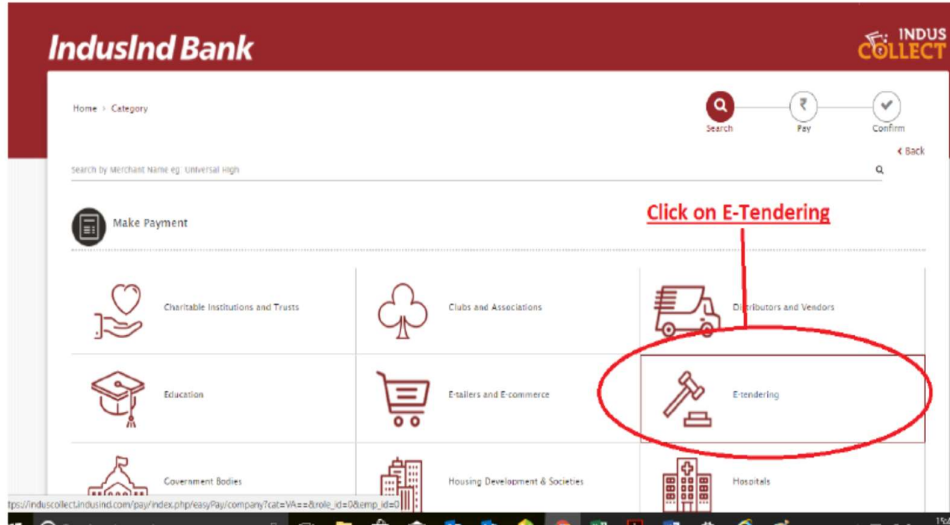 IndusInd Bank
INDUS
COLLECT
Home > Category
Search
Pay
Confirm
< Back
Search by Merchant Name eg: Universal High
Make Payment
Click on E-Tendering
Charitable Institutions and Trusts
Clubs and Associations
Distributors and Vendors
Education
E-tailers and E-commerce
E-tendering
Government Bodies
Housing Development & Societies
Hospitals
tps://induscollect.indusind.com/pay/index.php/easyPay/company?cat=VA==&role_id=0&emp_id=0